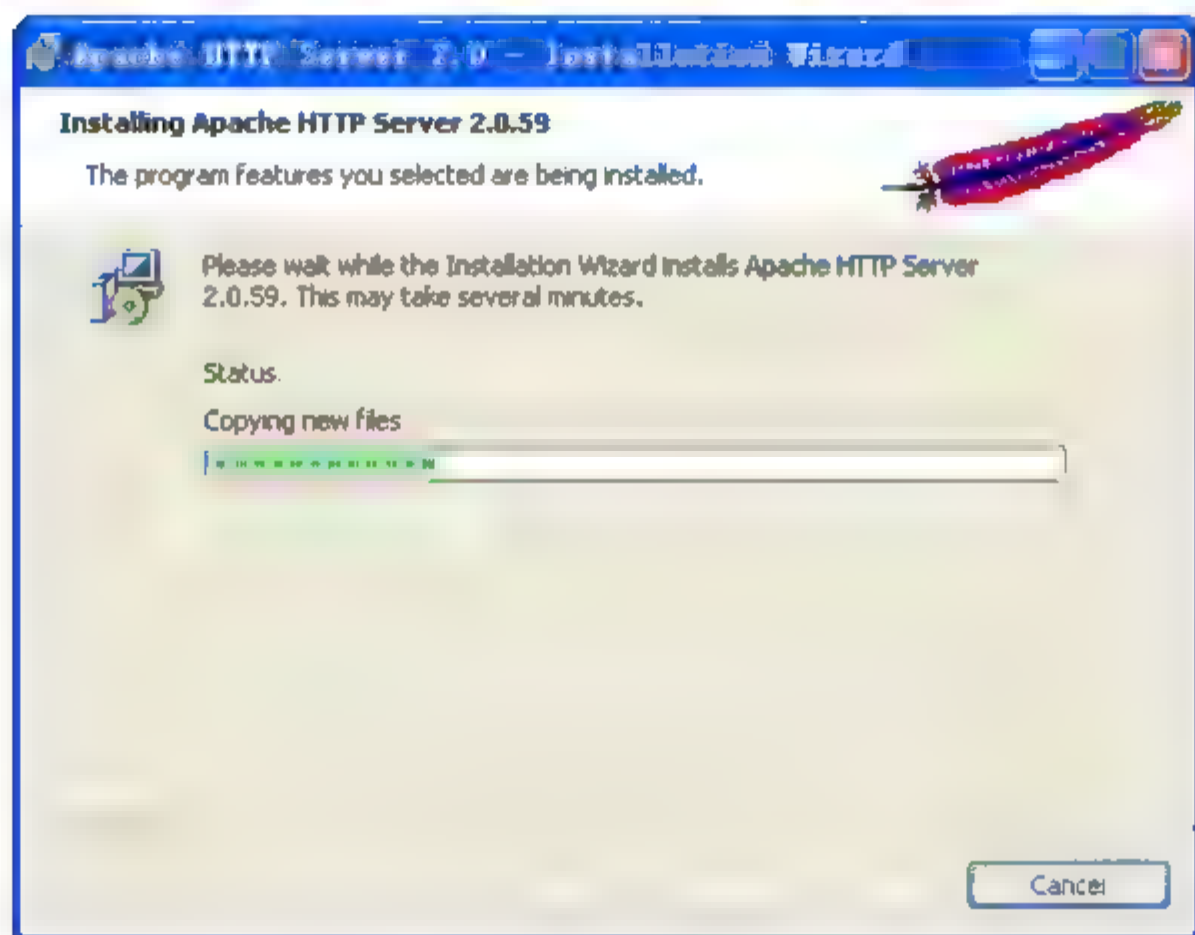 Apache HTTP Server 2.0 - Installation Wizard
Installing Apache HTTP Server 2.0.59
The program features you selected are being installed.
Please wait while the Installation Wizard installs Apache HTTP Server
2.0.59. This may take several minutes.
Status:
Copying new files
Cancel